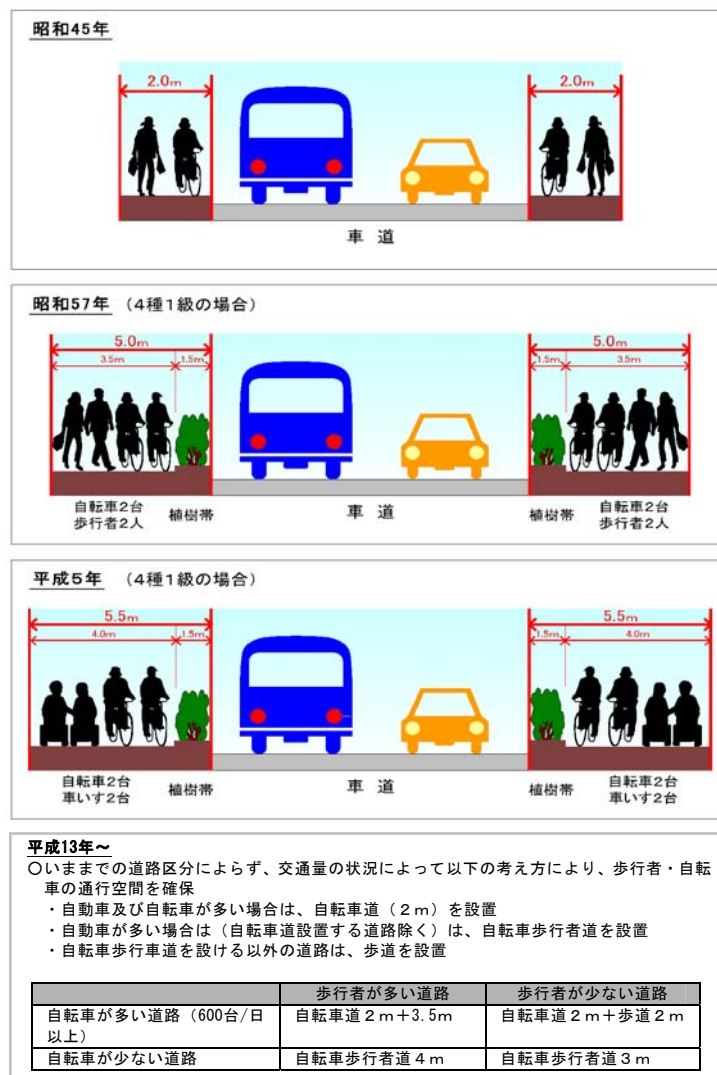 昭和45年
2.0m 2.0m
車 道
昭和57年 (4種1級の場合)
5.0m 5.0m
3.5m 1.5m 1.5m 3.5m
自転車2台 植樹帯 車 道 植樹帯 自転車2台
歩行者2人 歩行者2人
平成5年 (4種1級の場合)
5.5m 5.5m
4.0m 1.5m 1.5m 4.0m
自転車2台 植樹帯 車 道 植樹帯 自転車2台
車いす2台 車いす2台
平成13年～
○いままでの道路区分によらず、交通量の状況によって以下の考え方により、歩行者・自転
車の通行空間を確保
・自動車及び自転車が多い場合は、自転車道（2m）を設置
・自動車が多い場合は（自転車道設置する道路除く）は、自転車歩行者道を設置
・自転車歩行車道を設ける以外の道路は、歩道を設置
歩行者が多い道路 歩行者が少ない道路
自転車が多い道路（600台/日 自転車道2m＋3.5m 自転車道2m＋歩道2m
以上）
自転車が少ない道路 自転車歩行者道4m 自転車歩行者道3m